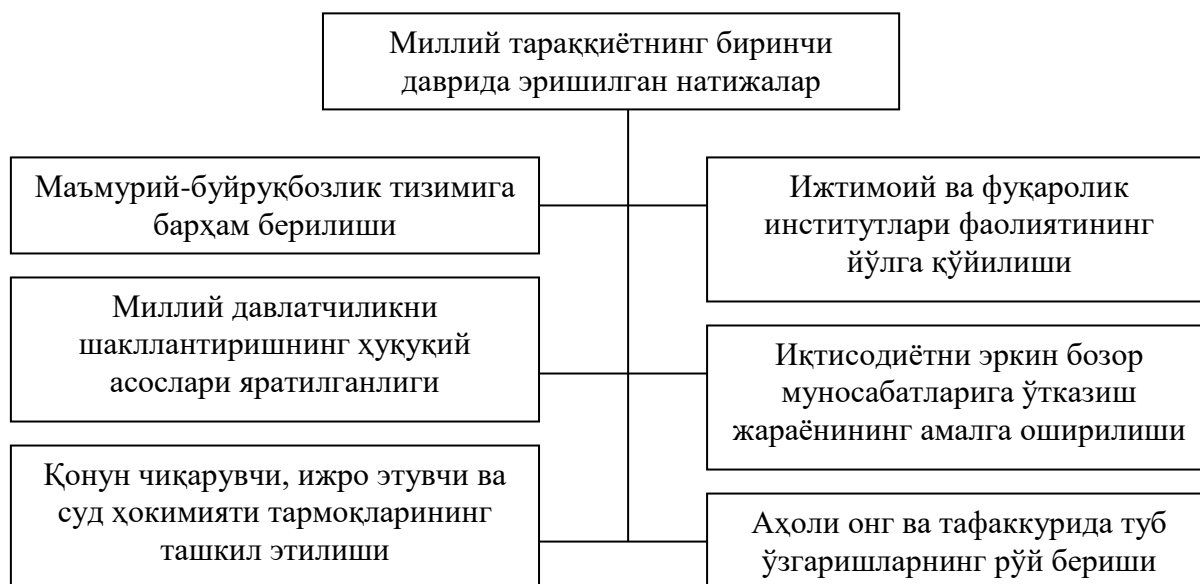 Миллий тараққиётнинг биринчи
даврида эришилган натижалар
Маъмурий-буйруқбозлик тизимига
барҳам берилиши
Ижтимоий ва фуқаролик
институтлари фаолиятининг
йўлга қўйилиши
Миллий давлатчиликни
шакллантиришнинг ҳуқуқий
асослари яратилганлиги
Иқтисодиётни эркин бозор
муносабатларига ўтказиш
жараёнининг амалга оширилиши
Қонун чиқарувчи, ижро этувчи ва
суд ҳокимияти тармоқларининг
ташкил этилиши
Аҳоли онг ва тафаккурида туб
ўзгаришларнинг рўй бериши